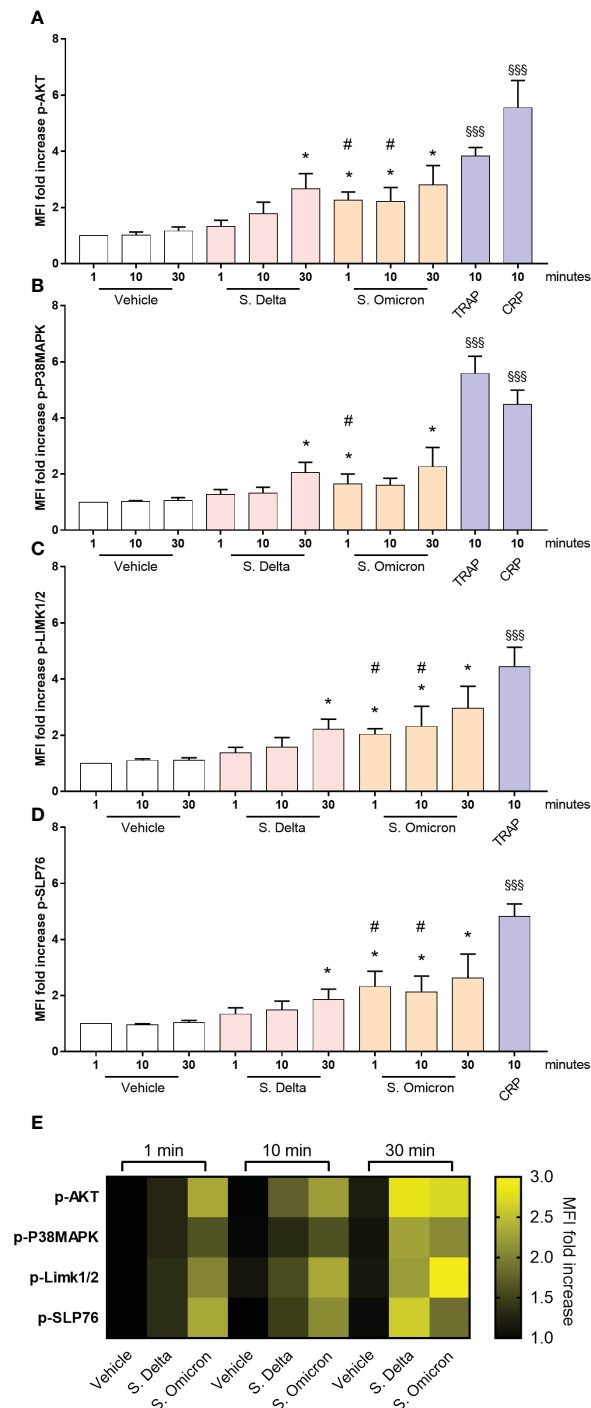 A
MFI fold increase p-AKT
8
6
4
2
0
* # * # * * §§§ §§§
1 10 30 1 10 30 1 10 30 10 10 minutes
Vehicle S. Delta S. Omicron TRAP CRP
B
MFI fold increase p-P38MAPK
8
6
4
2
0
* # * * §§§ §§§
1 10 30 1 10 30 1 10 30 10 10 minutes
Vehicle S. Delta S. Omicron TRAP CRP
C
MFI fold increase p-LIMK1/2
8
6
4
2
0
* # * # * * §§§
1 10 30 1 10 30 1 10 30 10 minutes
Vehicle S. Delta S. Omicron TRAP
D
MFI fold increase p-SLP76
8
6
4
2
0
* # * # * * §§§
1 10 30 1 10 30 1 10 30 10 minutes
Vehicle S. Delta S. Omicron CRP
E
1 min 10 min 30 min
p-AKT
p-P38MAPK
p-Limk1/2
p-SLP76
Vehicle S. Delta S. Omicron Vehicle S. Delta S. Omicron Vehicle S. Delta S. Omicron
3.0
2.5
2.0
1.5
1.0
MFI fold increase